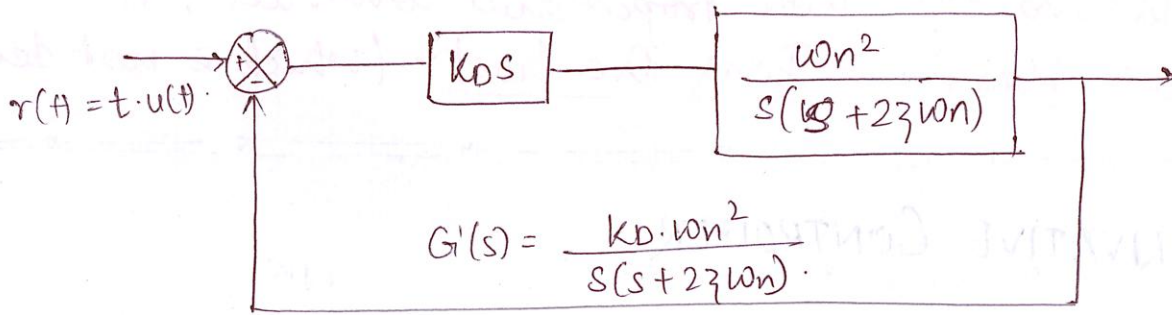 +
-
r(t) = t·u(t).
KDS
ωn²
s(s + 2ζωn)
G'(s) = KD·ωn²
s(s + 2ζωn).